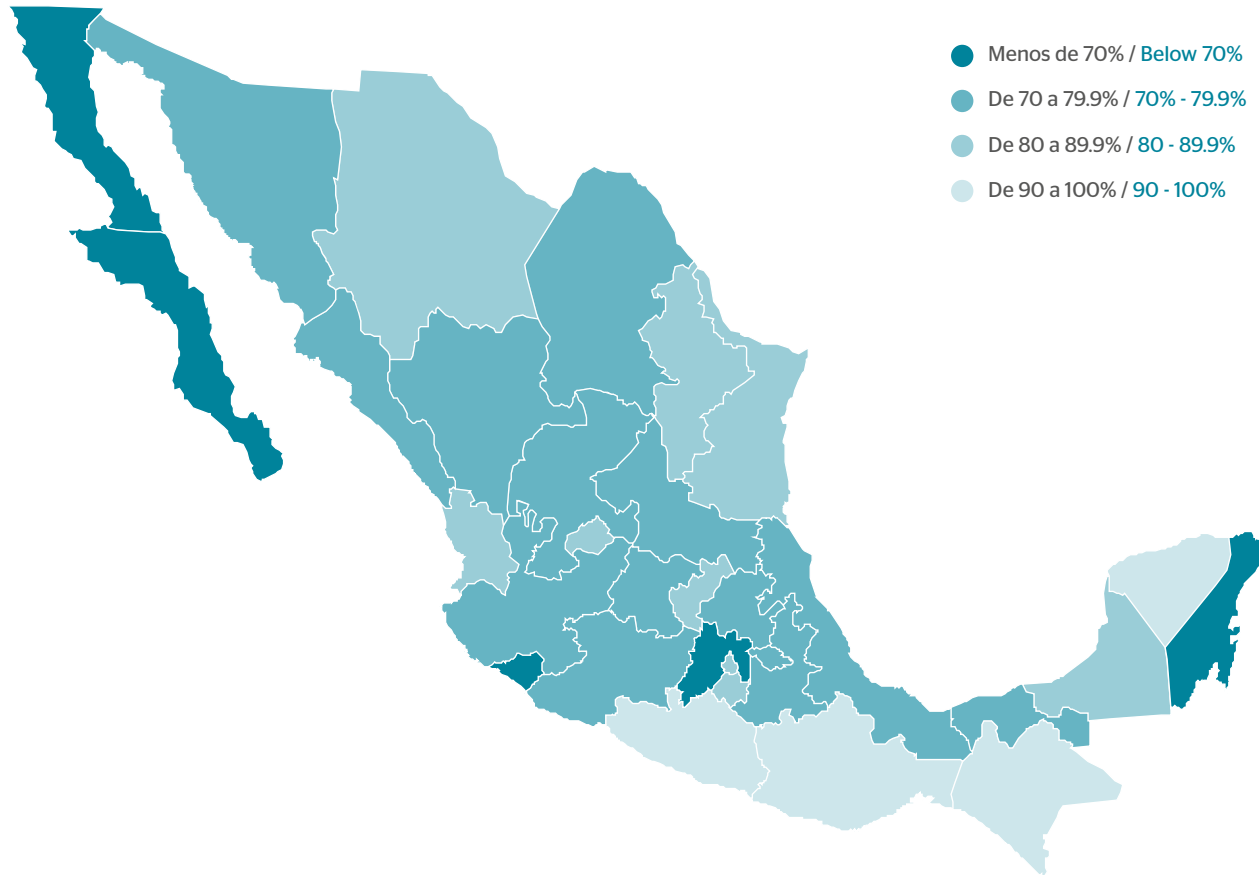 Menos de 70% / Below 70%
De 70 a 79.9% / 70% - 79.9%
De 80 a 89.9% / 80 - 89.9%
De 90 a 100% / 90 - 100%